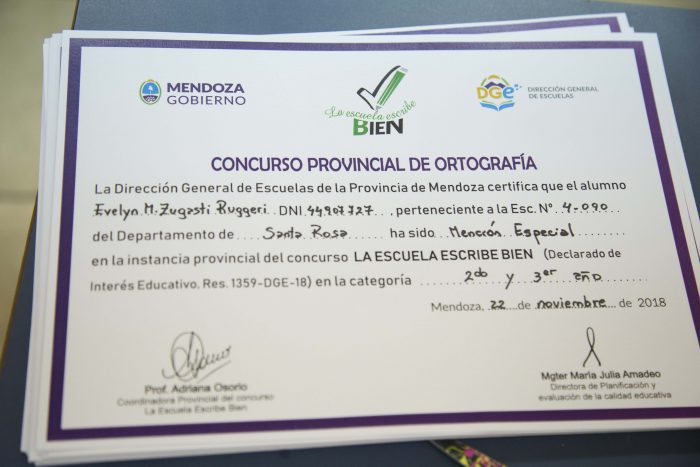 MENDOZA
GOBIERNO
La escuela escribe
BIEN
DGE
DIRECCIÓN GENERAL
DE ESCUELAS
CONCURSO PROVINCIAL DE ORTOGRAFÍA
La Dirección General de Escuelas de la Provincia de Mendoza certifica que el alumno
Evelyn M. Zugasti Ruggeri DNI 44907727, perteneciente a la Esc. N° 4-090
del Departamento de Santa Rosa ha sido Mención Especial
en la instancia provincial del concurso LA ESCUELA ESCRIBE BIEN (Declarado de
Interés Educativo, Res. 1359-DGE-18) en la categoría 2do y 3er año
Mendoza, 22 de noviembre de 2018
Prof. Adriana Osorio
Coordinadora Provincial del concurso
La Escuela Escribe Bien
Mgter María Julia Amadeo
Directora de Planificación y
evaluación de la calidad educativa